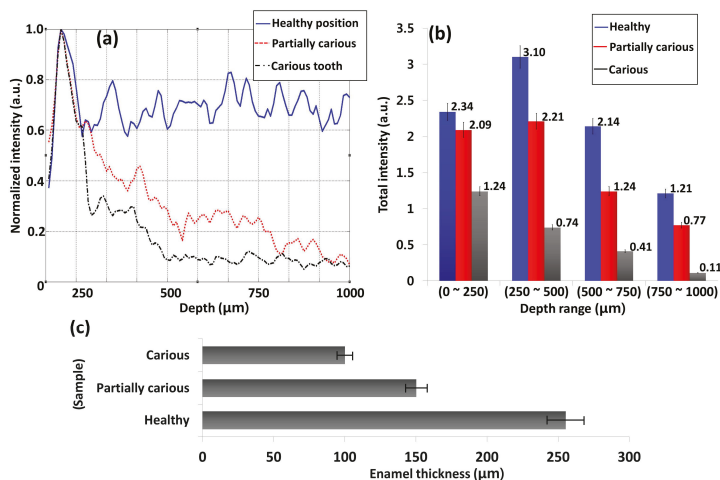 (a)
Healthy position
Partially carious
Carious tooth
Normalized intensity (a.u.)
1.0
0.8
0.6
0.4
0.2
0
250
500
750
1000
Depth (μm)
(b)
Healthy
Partially carious
Carious
Total intensity (a.u.)
3.5
3
2.5
2
1.5
1
0.5
0
2.34
2.09
1.24
3.10
2.21
0.74
2.14
1.24
0.41
1.21
0.77
0.11
(0 ~ 250)
(250 ~ 500)
(500 ~ 750)
(750 ~ 1000)
Depth range (μm)
(c)
(Sample)
Carious
Partially carious
Healthy
0
50
100
150
200
250
300
Enamel thickness (μm)